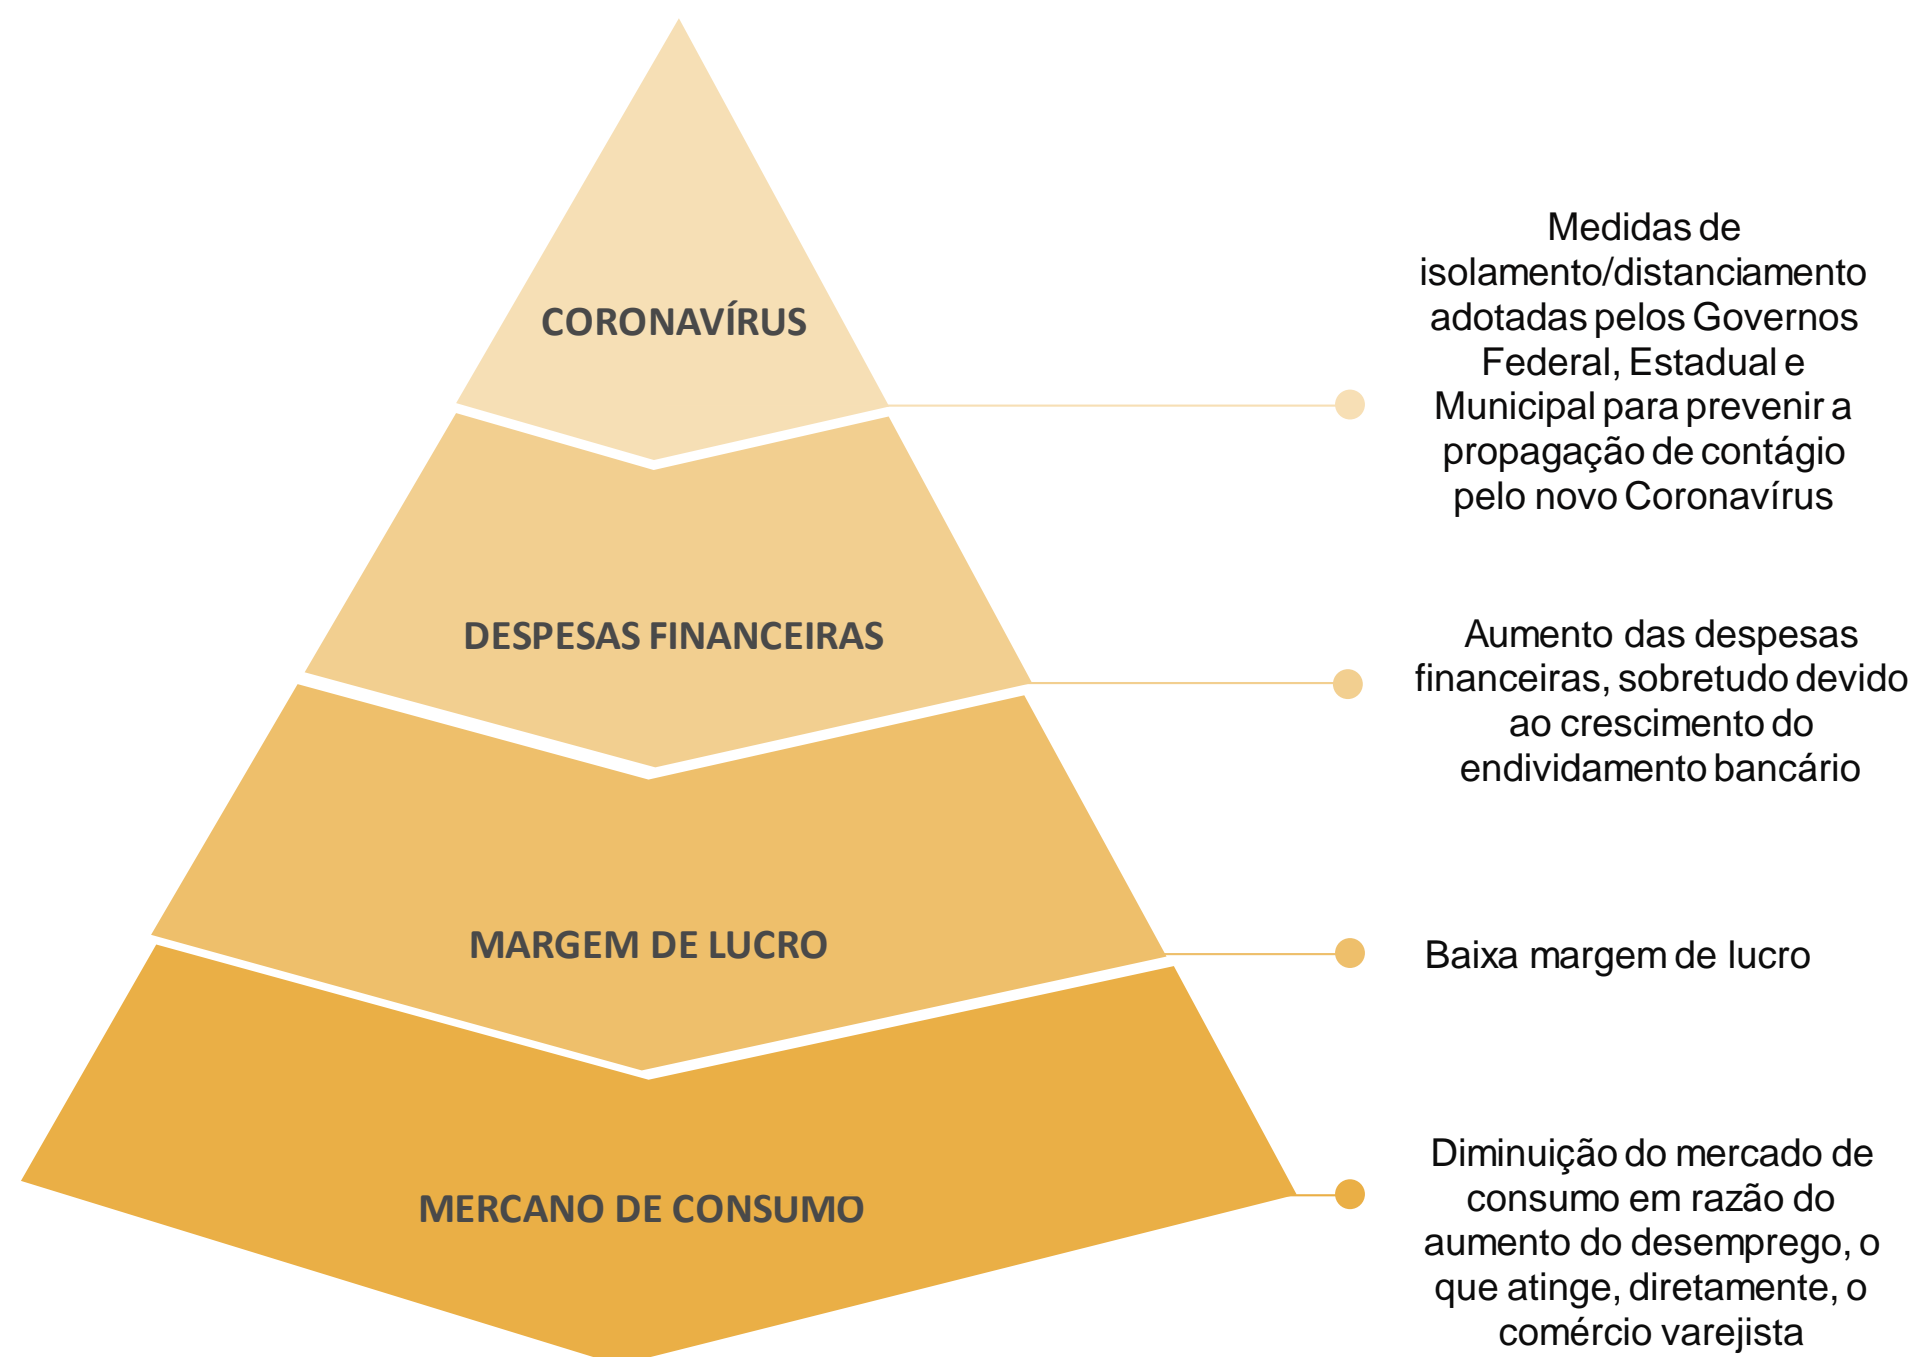 CORONAVÍRUS
Medidas de
isolamento/distanciamento
adotadas pelos Governos
Federal, Estadual e
Municipal para prevenir a
propagação de contágio
pelo novo Coronavírus
DESPESAS FINANCEIRAS
Aumento das despesas
financeiras, sobretudo devido
ao crescimento do
endividamento bancário
MARGEM DE LUCRO
Baixa margem de lucro
MERCANO DE CONSUMO
Diminuição do mercado de
consumo em razão do
aumento do desemprego, o
que atinge, diretamente, o
comércio varejista